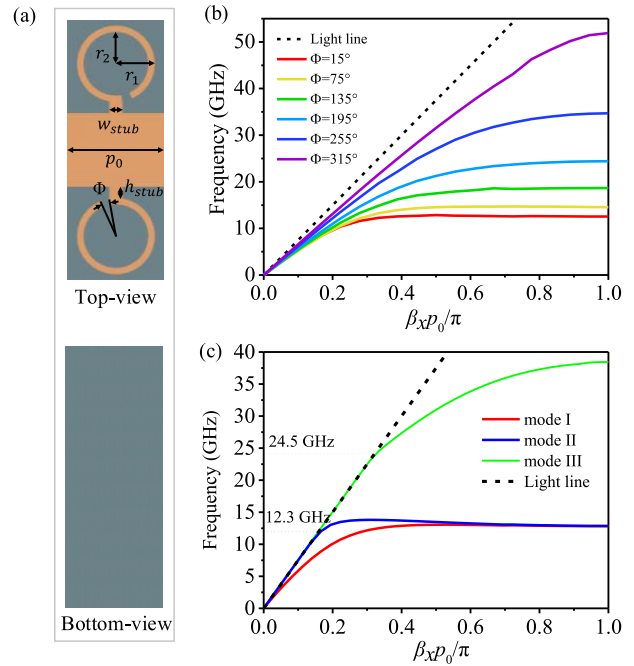 (a)
r₂
r₁
w_stub
p₀
Φ
h_stub
Top-view
Bottom-view
(b)
Frequency (GHz)
55
50
40
30
20
10
0
Light line
Φ=15°
Φ=75°
Φ=135°
Φ=195°
Φ=255°
Φ=315°
0.0 0.2 0.4 0.6 0.8 1.0
βₓp₀/π
(c)
Frequency (GHz)
40
35
30
25
20
15
10
5
0
24.5 GHz
12.3 GHz
mode I
mode II
mode III
Light line
0.0 0.2 0.4 0.6 0.8 1.0
βₓp₀/π